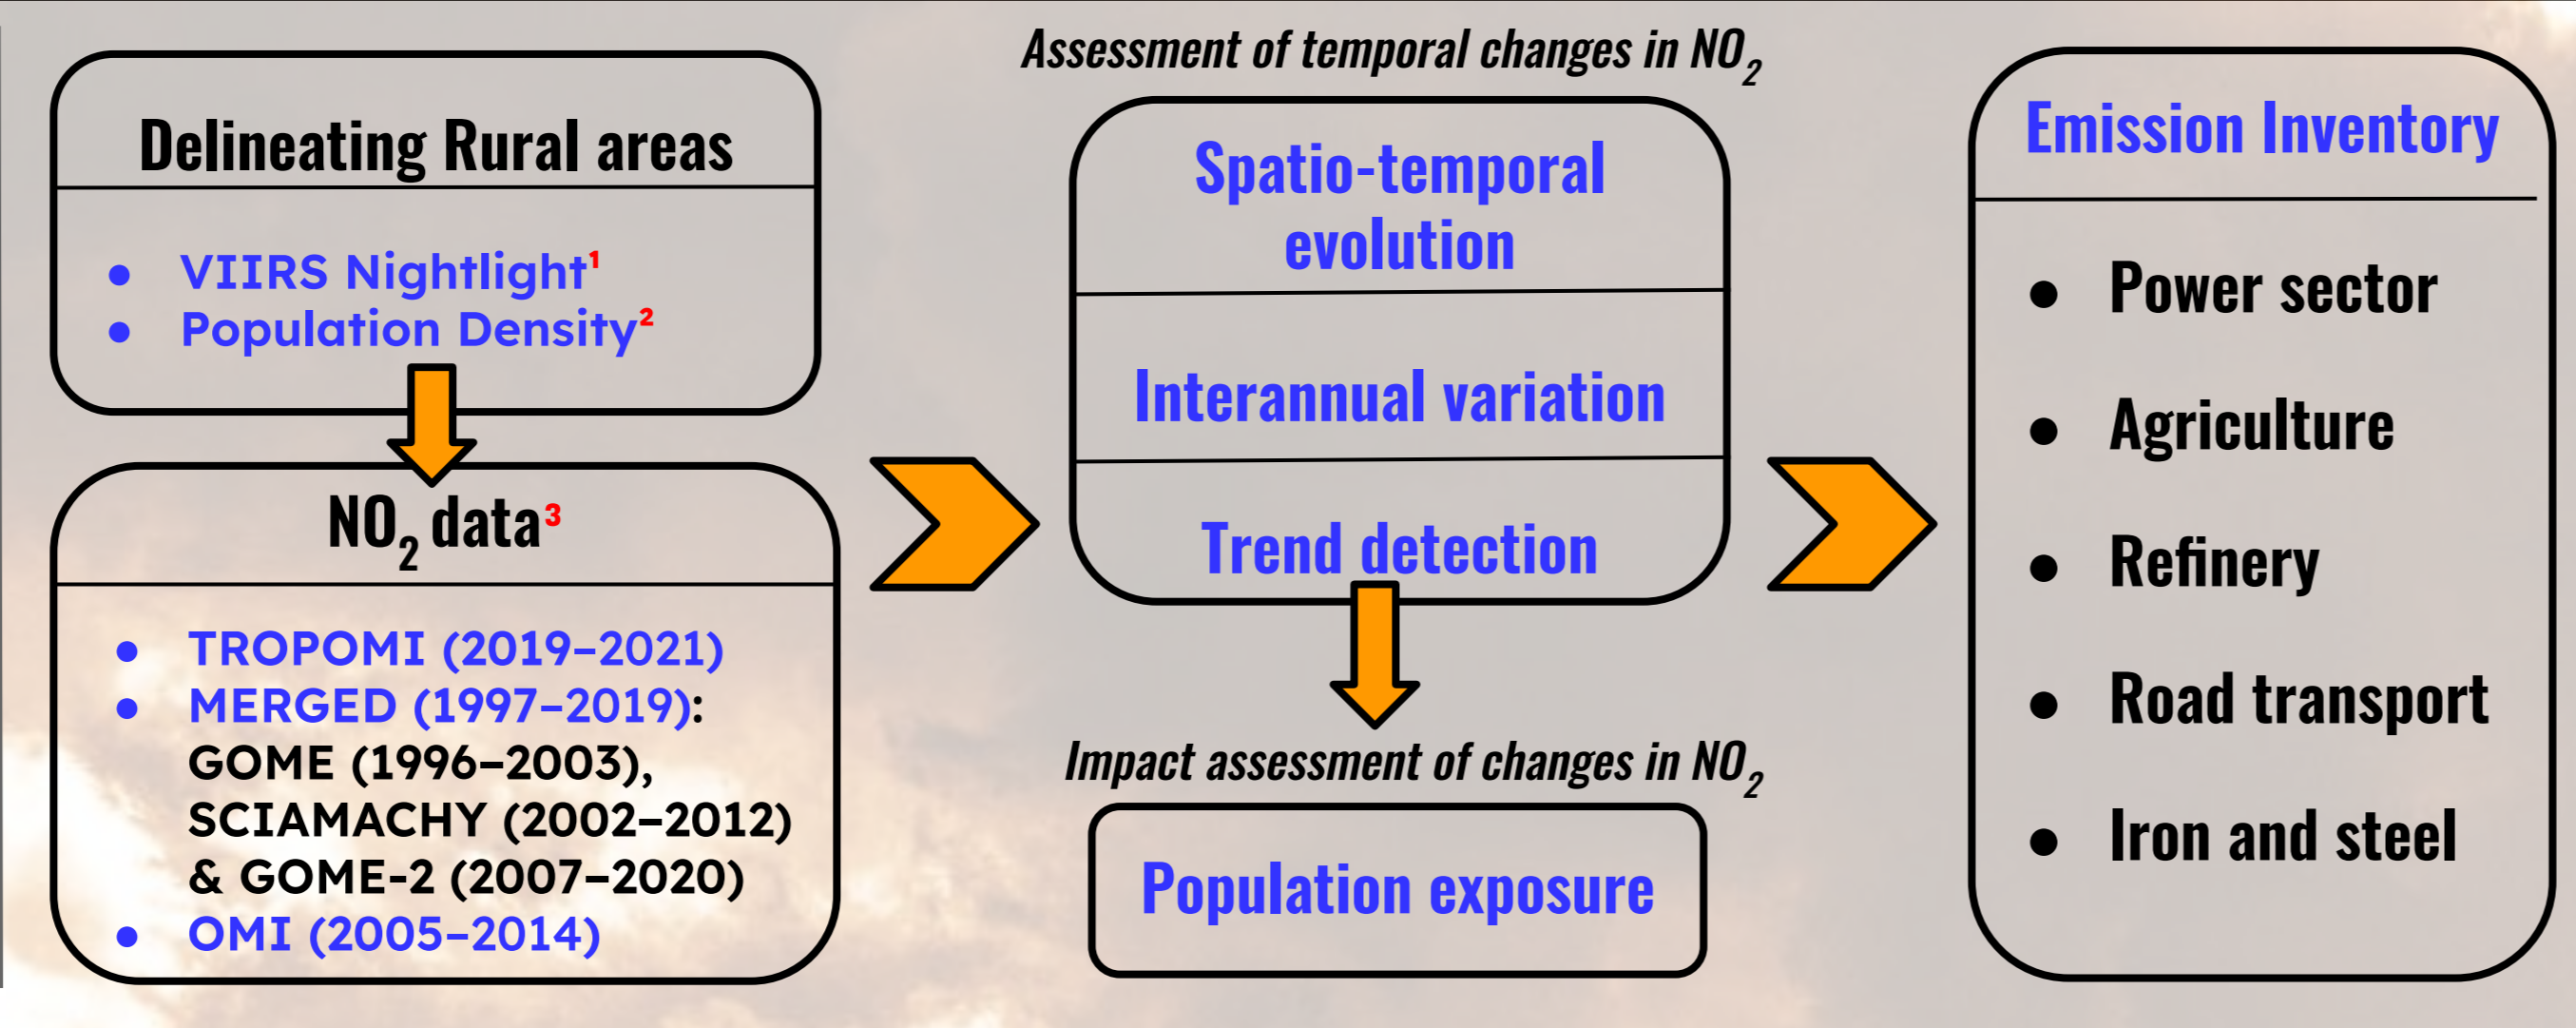 Delineating Rural areas
● VIIRS Nightlight¹
● Population Density²
NO₂ data³
● TROPOMI (2019–2021)
● MERGED (1997–2019):
GOME (1996–2003),
SCIAMACHY (2002–2012)
& GOME-2 (2007–2020)
● OMI (2005–2014)
Assessment of temporal changes in NO₂
Spatio-temporal
evolution
Interannual variation
Trend detection
Impact assessment of changes in NO₂
Population exposure
Emission Inventory
● Power sector
● Agriculture
● Refinery
● Road transport
● Iron and steel